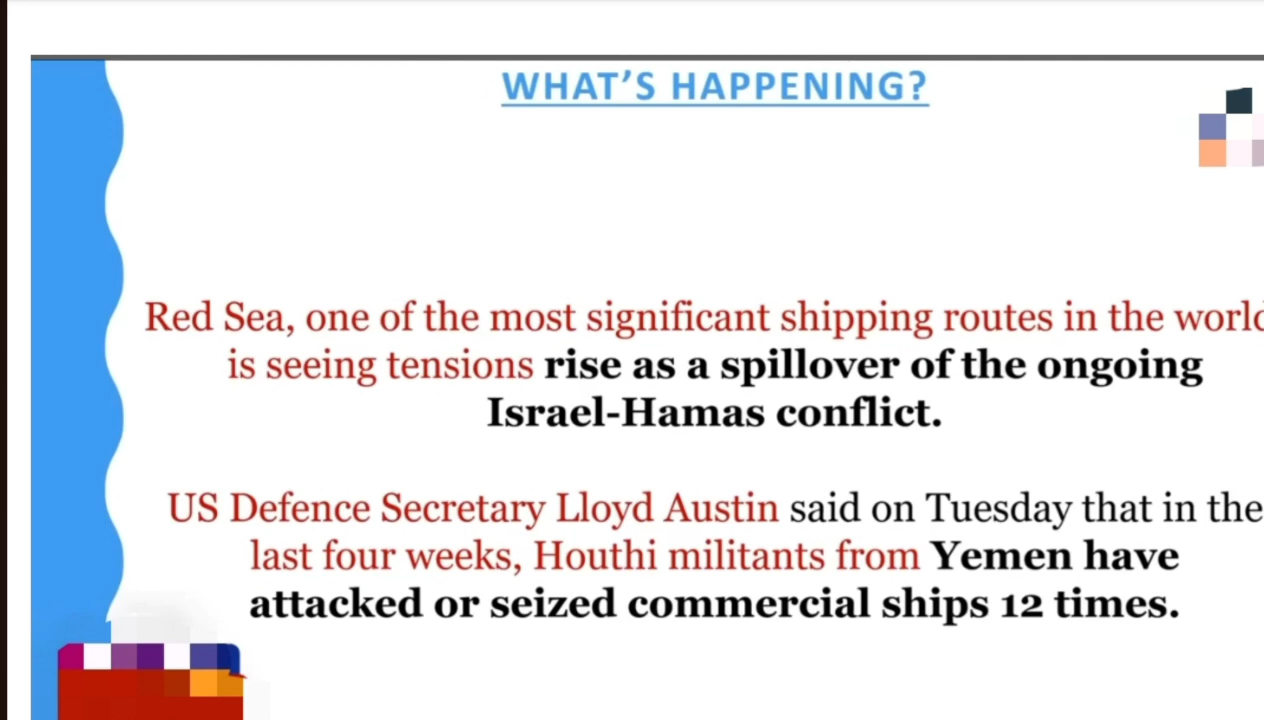 WHAT'S HAPPENING?
Red Sea, one of the most significant shipping routes in the world
is seeing tensions rise as a spillover of the ongoing
Israel-Hamas conflict.
US Defence Secretary Lloyd Austin said on Tuesday that in the
last four weeks, Houthi militants from Yemen have
attacked or seized commercial ships 12 times.